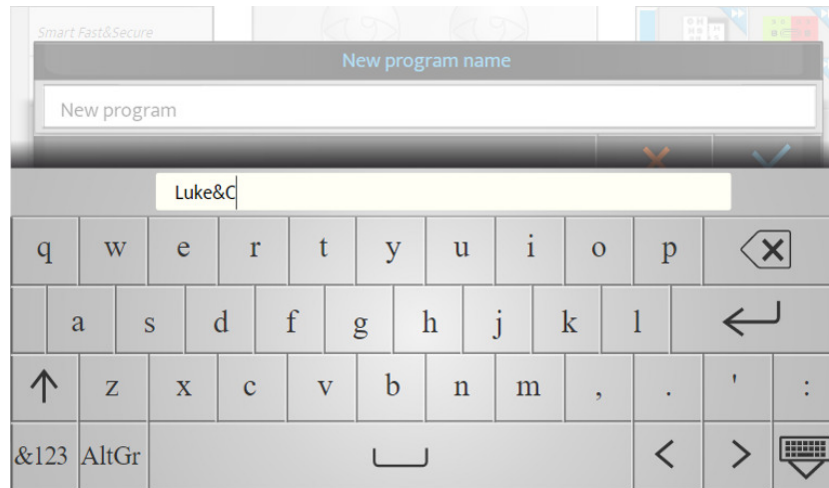 Smart Fast&Secure
New program name
New program
Luke&C
q w e r t y u i o p
a s d f g h j k l
z x c v b n m , . ' :
&123 AltGr < >